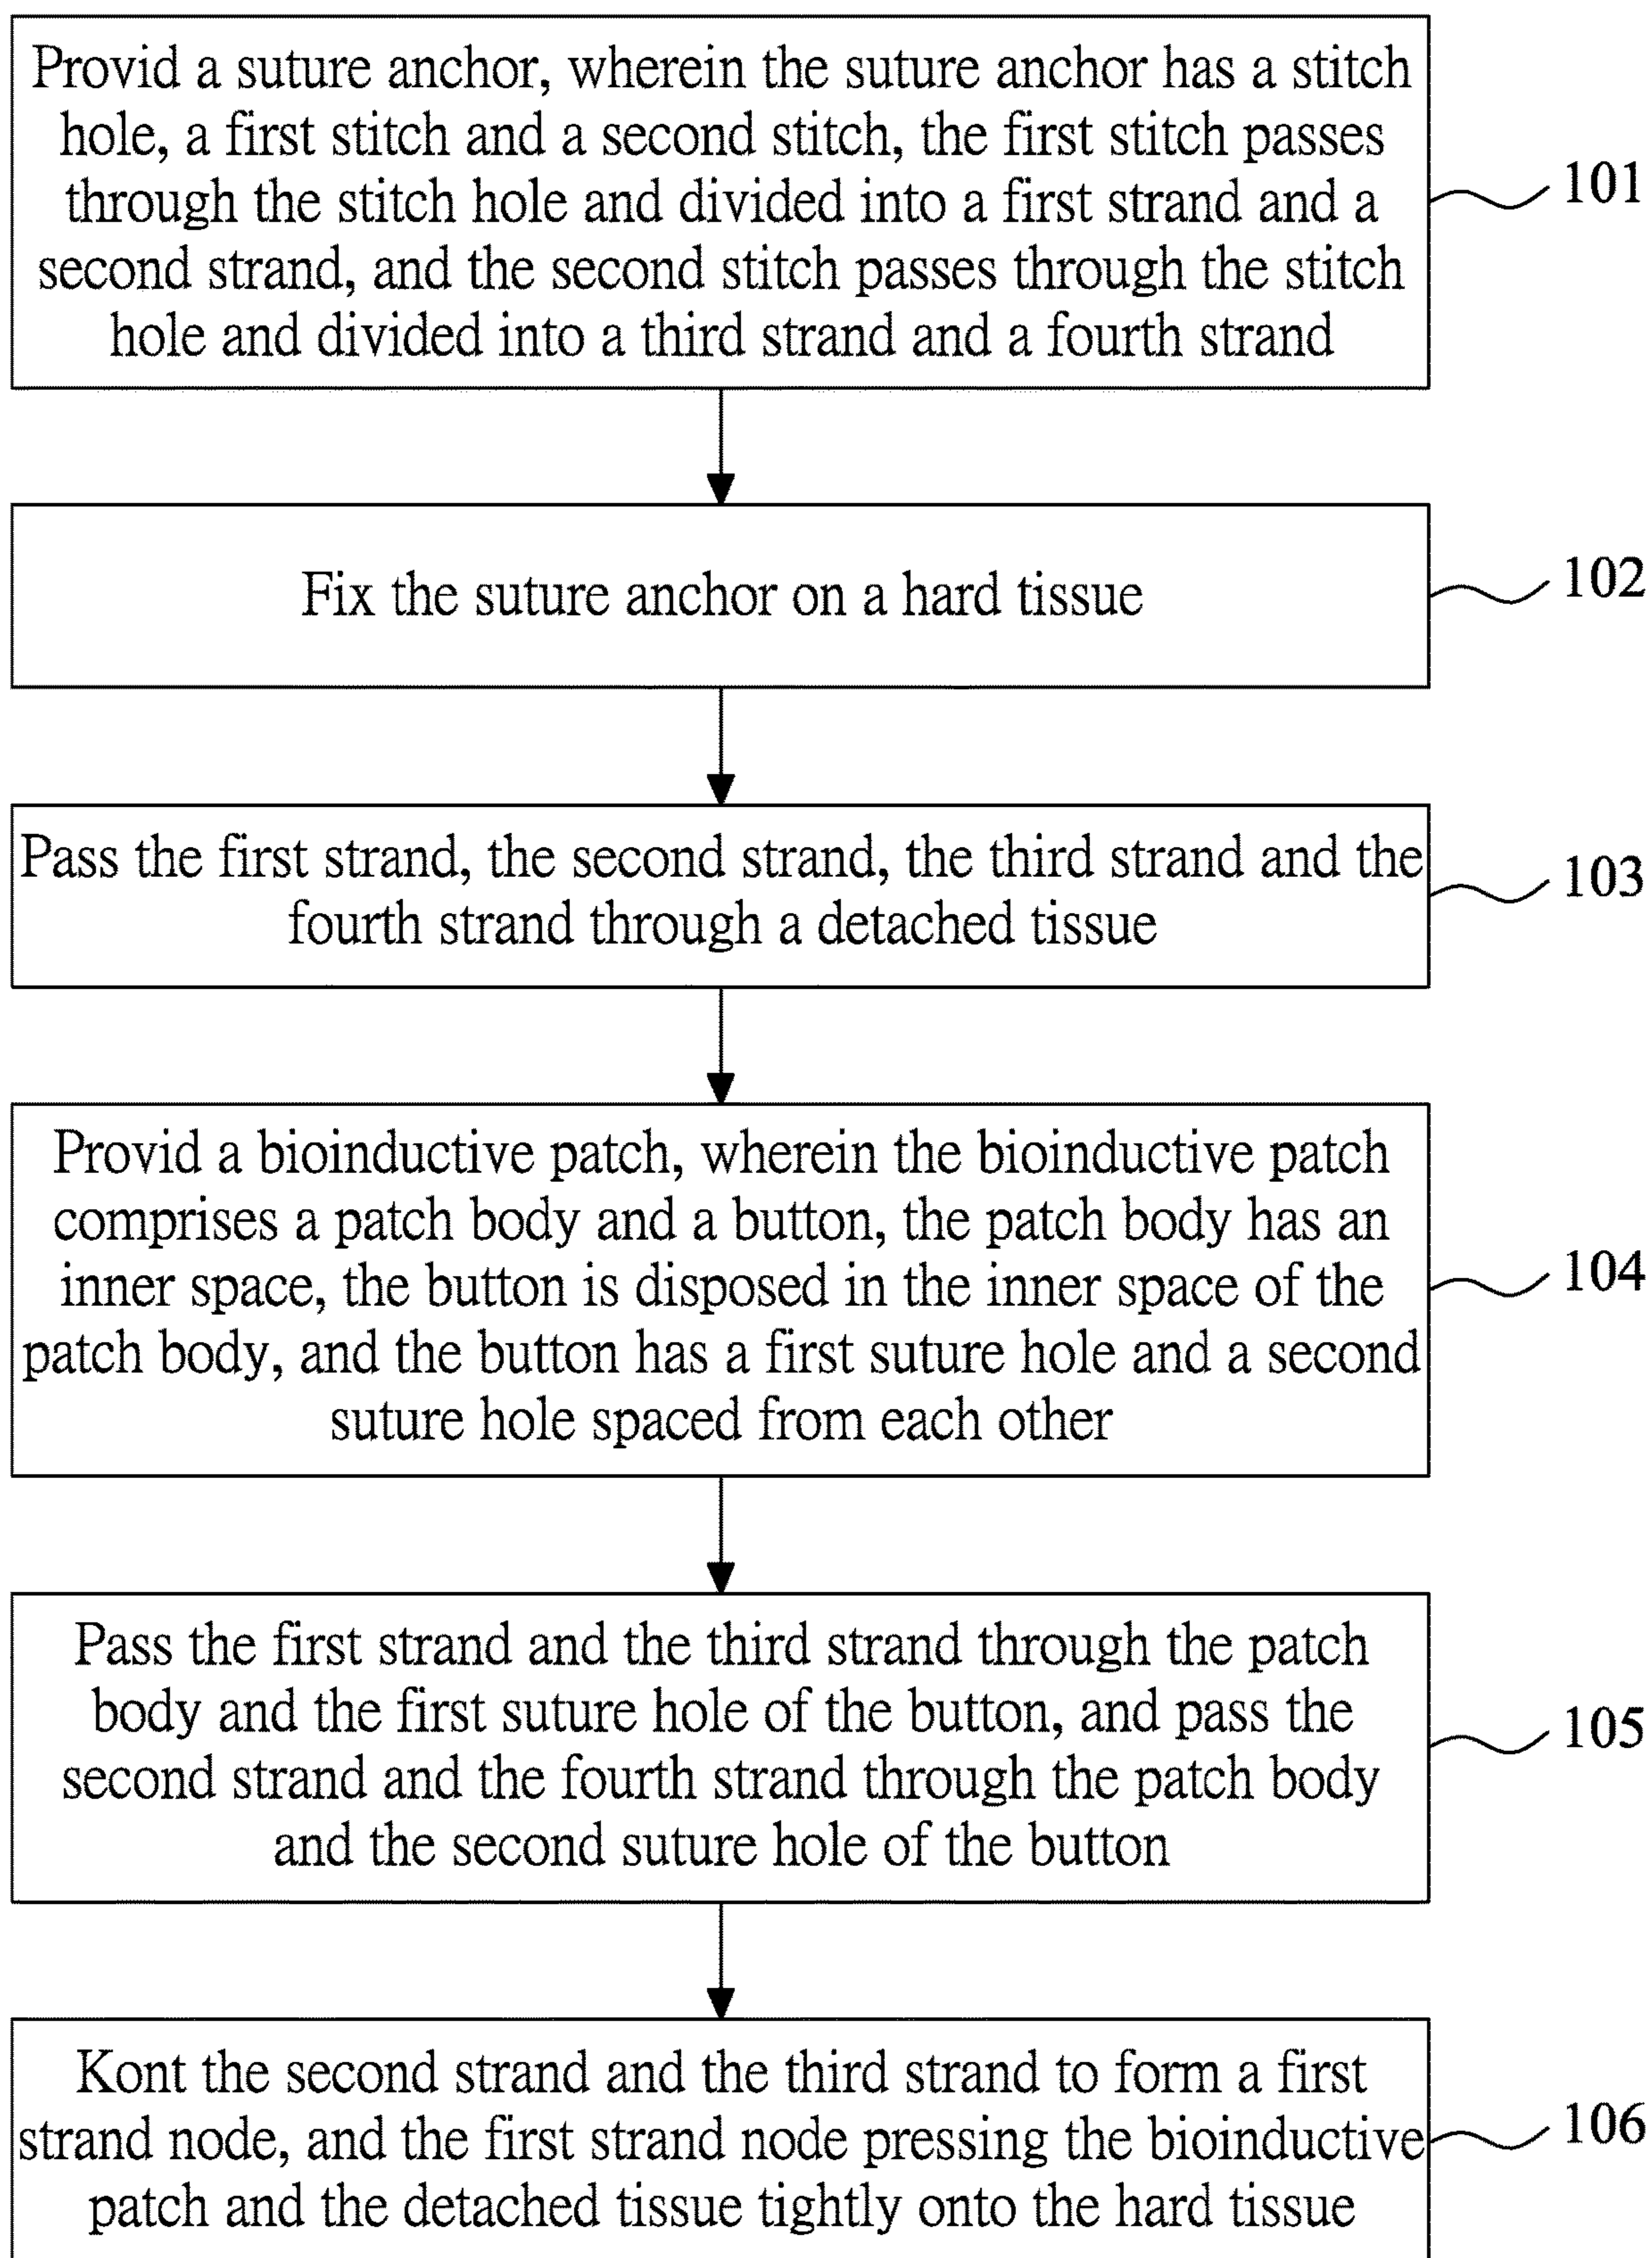 Provid a suture anchor, wherein the suture anchor has a stitch
hole, a first stitch and a second stitch, the first stitch passes
through the stitch hole and divided into a first strand and a
second strand, and the second stitch passes through the stitch
hole and divided into a third strand and a fourth strand
101
Fix the suture anchor on a hard tissue
102
Pass the first strand, the second strand, the third strand and the
fourth strand through a detached tissue
103
Provid a bioinductive patch, wherein the bioinductive patch
comprises a patch body and a button, the patch body has an
inner space, the button is disposed in the inner space of the
patch body, and the button has a first suture hole and a second
suture hole spaced from each other
104
Pass the first strand and the third strand through the patch
body and the first suture hole of the button, and pass the
second strand and the fourth strand through the patch body
and the second suture hole of the button
105
Kont the second strand and the third strand to form a first
strand node, and the first strand node pressing the bioinductive
patch and the detached tissue tightly onto the hard tissue
106